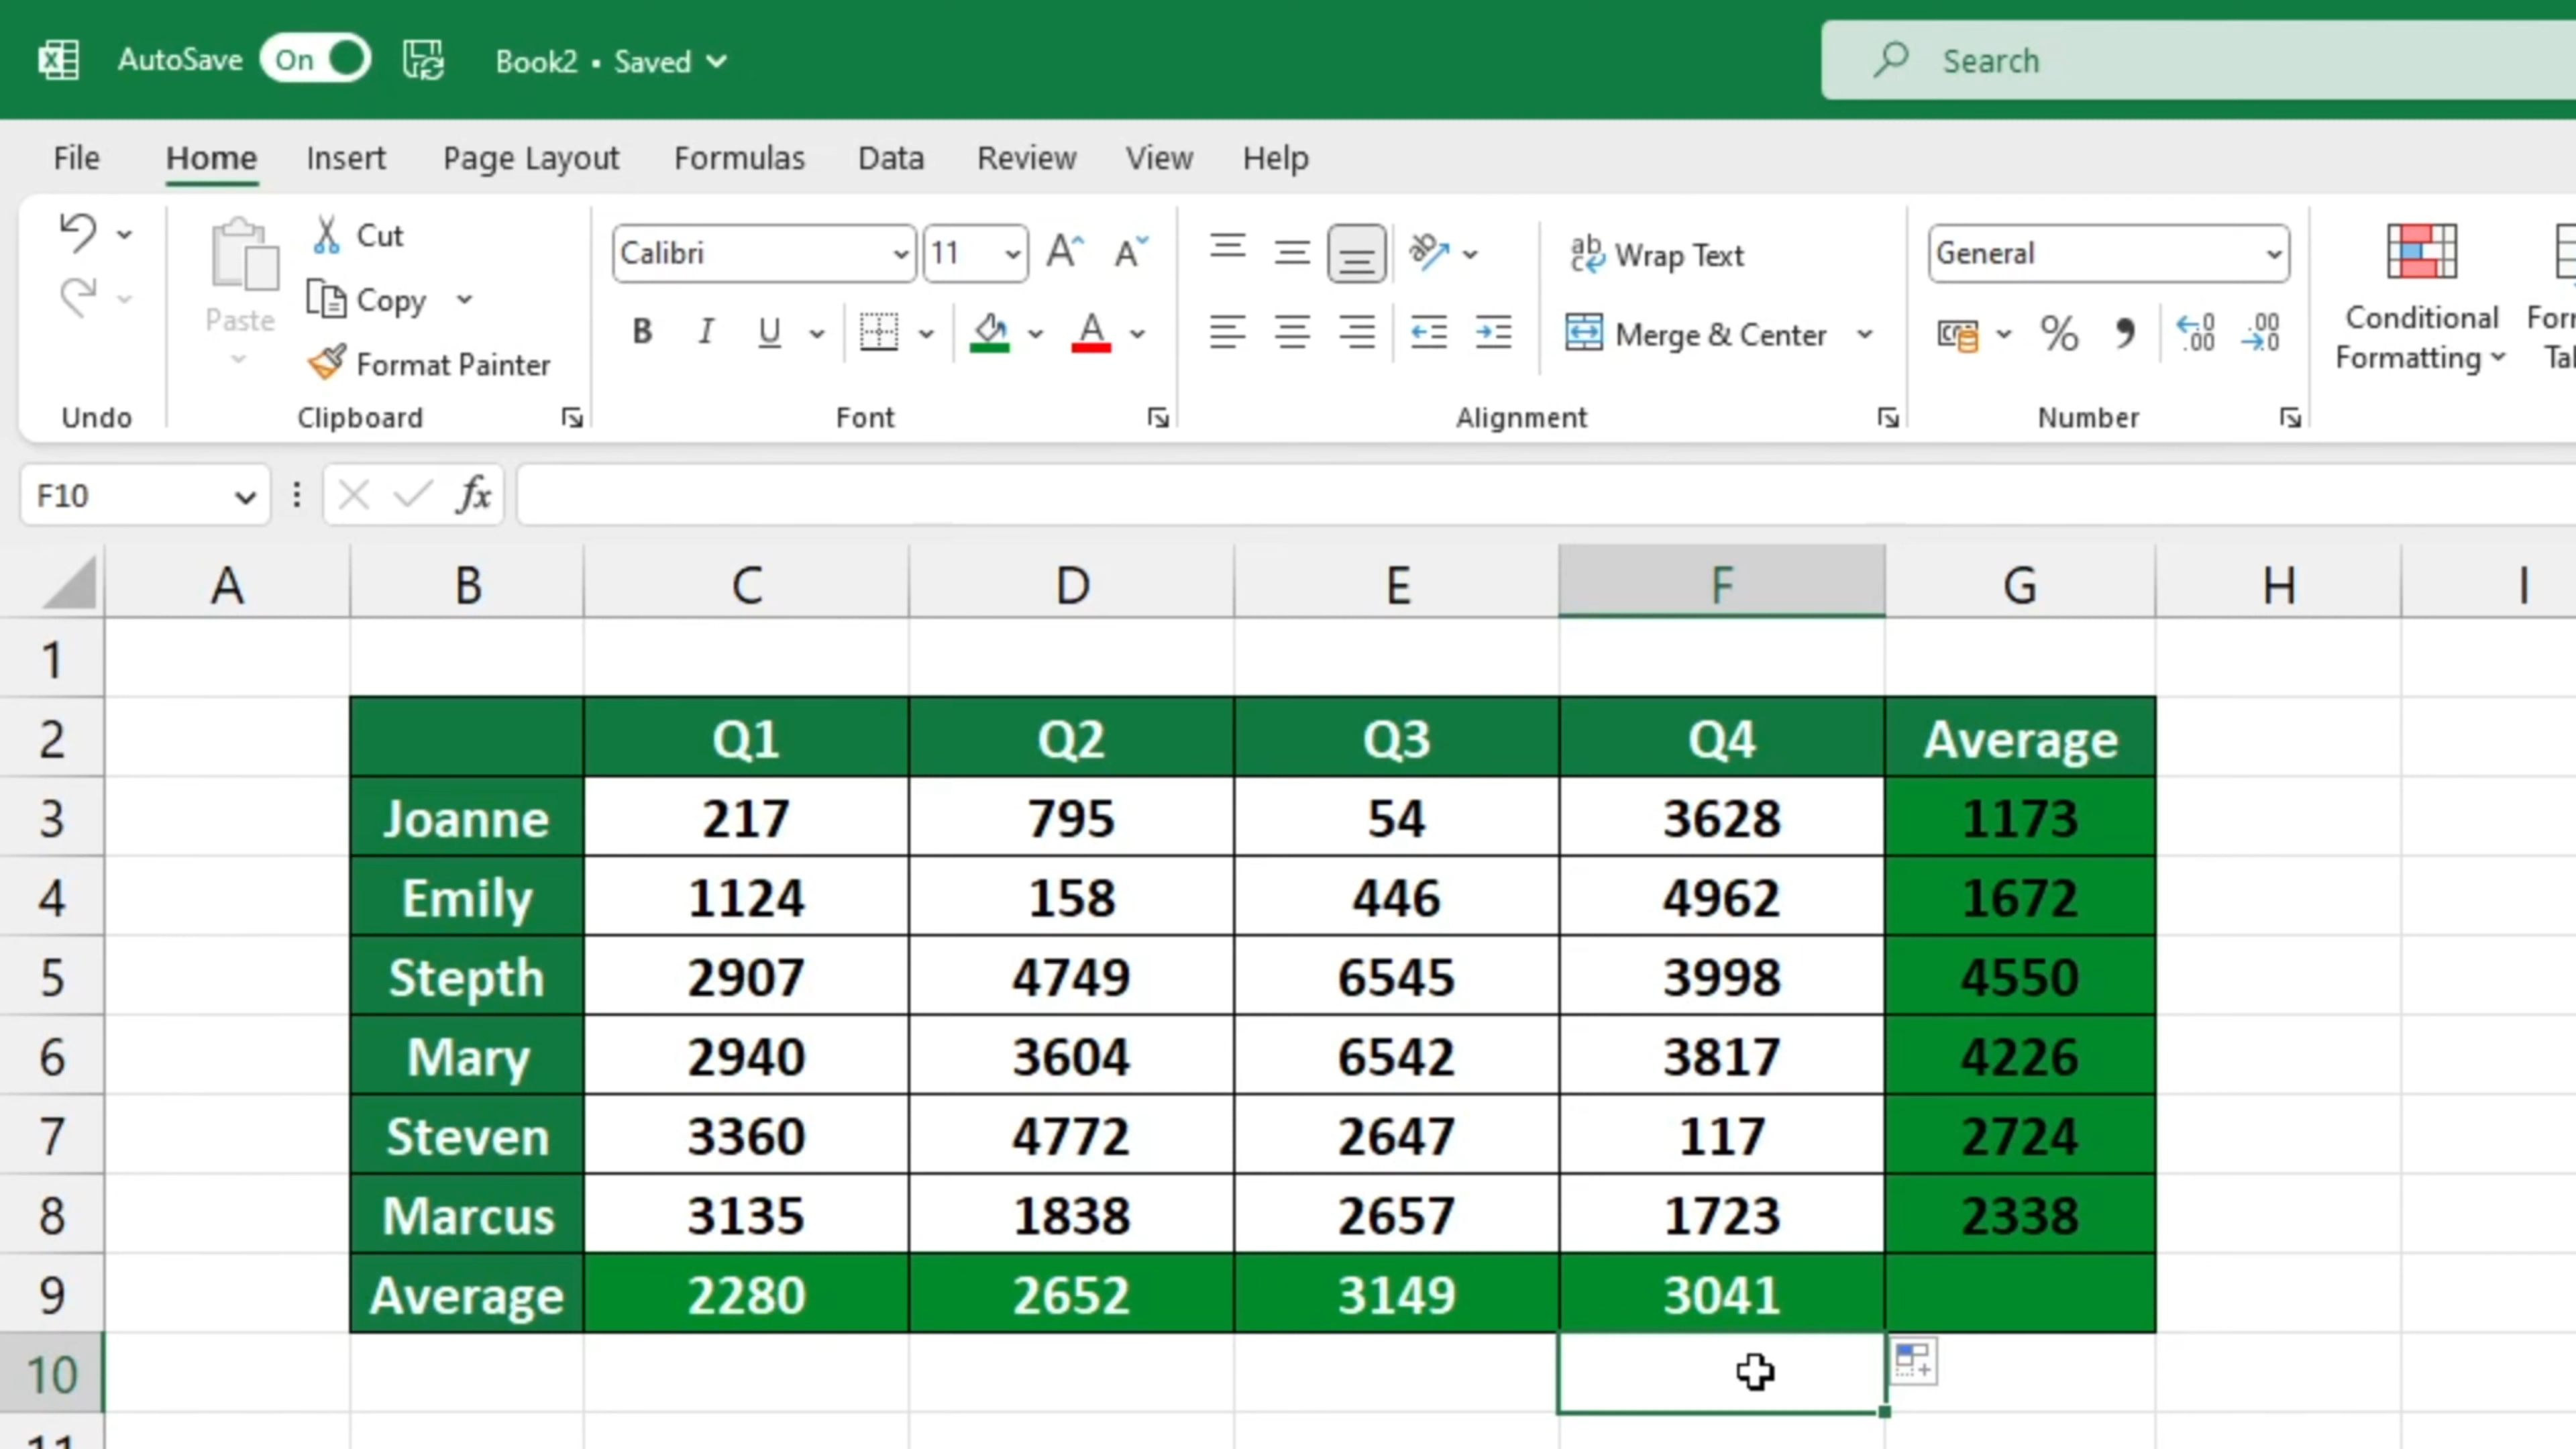 AutoSave On Book2 • Saved Search
File Home Insert Page Layout Formulas Data Review View Help
Cut
Copy
Paste
Format Painter
Calibri 11
B I U
Wrap Text
Merge & Center
General
Conditional
Formatting
Undo Clipboard Font Alignment Number
F10 fx
A B C D E F G H I
1
2 Q1 Q2 Q3 Q4 Average
3 Joanne 217 795 54 3628 1173
4 Emily 1124 158 446 4962 1672
5 Stepth 2907 4749 6545 3998 4550
6 Mary 2940 3604 6542 3817 4226
7 Steven 3360 4772 2647 117 2724
8 Marcus 3135 1838 2657 1723 2338
9 Average 2280 2652 3149 3041
10